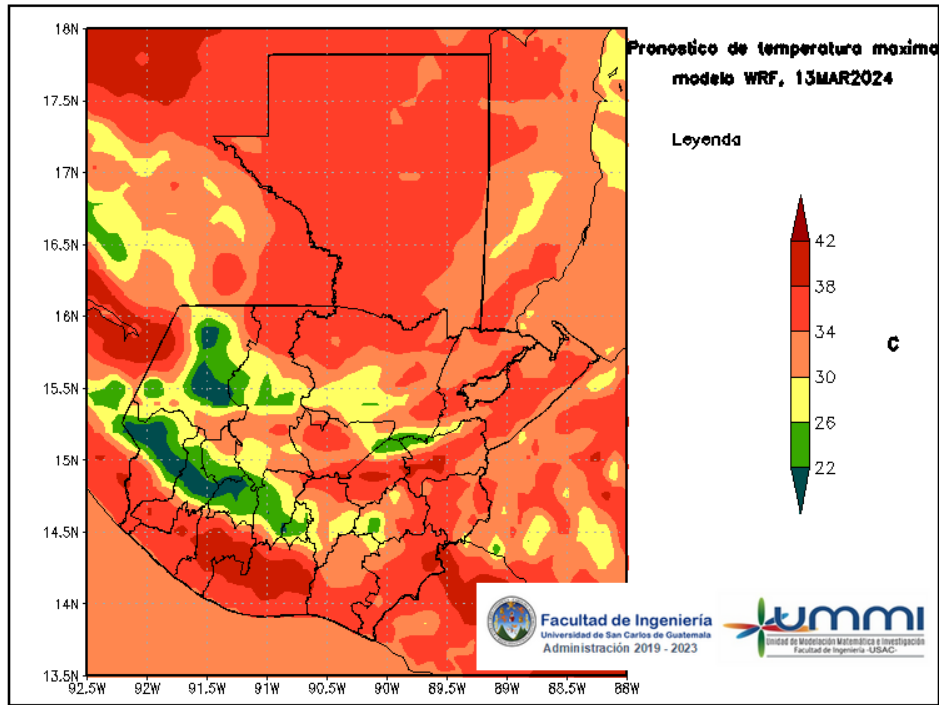 Pronostico de temperatura maxima
modelo WRF, 13MAR2024
Leyenda
42
38
34
30
26
22
C
18N
17.5N
17N
16.5N
16N
15.5N
15N
14.5N
14N
13.5N
92.5W
92W
91.5W
91W
90.5W
90W
89.5W
89W
88.5W
88W
Facultad de Ingeniería
Universidad de San Carlos de Guatemala
Administración 2019 - 2023
UMMI
Unidad de Modelación Matemática e Investigación
Facultad de Ingeniería -USAC-